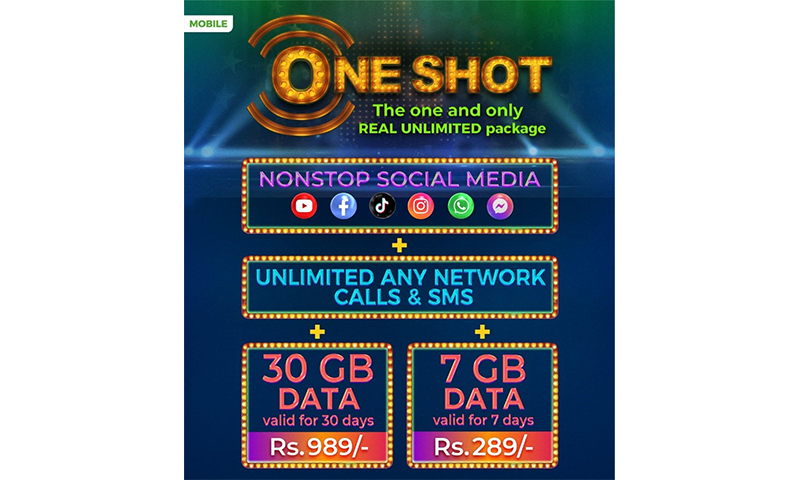 MOBILE
ONE SHOT
The one and only
REAL UNLIMITED package
NONSTOP SOCIAL MEDIA
UNLIMITED ANY NETWORK
CALLS & SMS
30 GB
DATA
valid for 30 days
Rs.989/-
7 GB
DATA
valid for 7 days
Rs.289/-